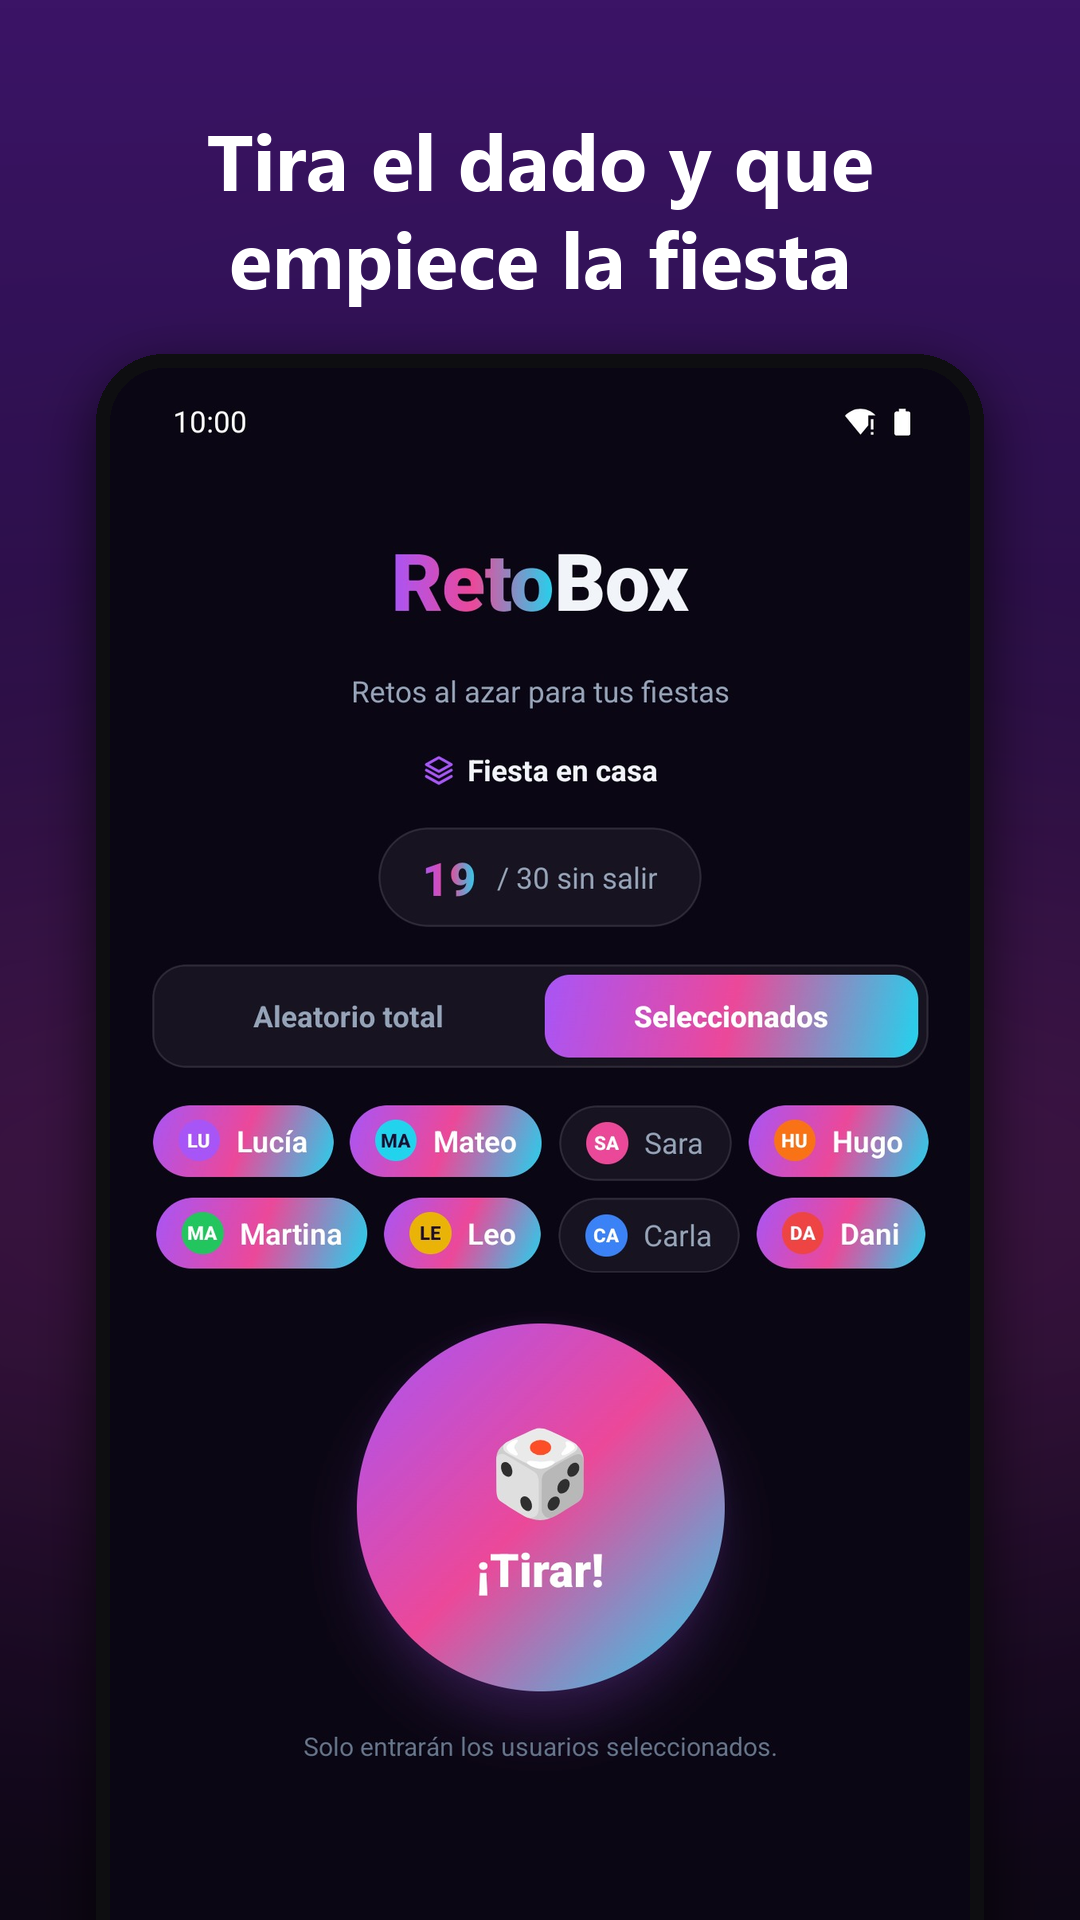 Tira el dado y que
empiece la fiesta
10:00
RetoBox
Retos al azar para tus fiestas
Fiesta en casa
19 / 30 sin salir
Aleatorio total Seleccionados
LU Lucía MA Mateo SA Sara HU Hugo
MA Martina LE Leo CA Carla DA Dani
¡Tirar!
Solo entrarán los usuarios seleccionados.